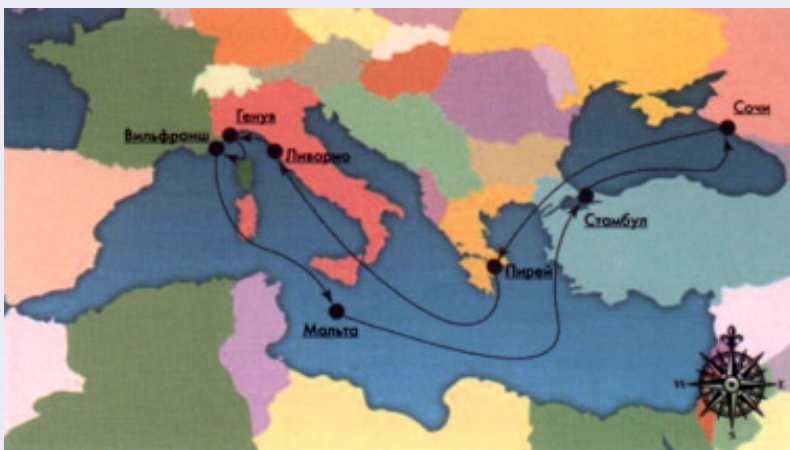 Генуя
Сочи
Вильфранш
Ливорно
Стамбул
Пирей
Мальта
N
W
E
S